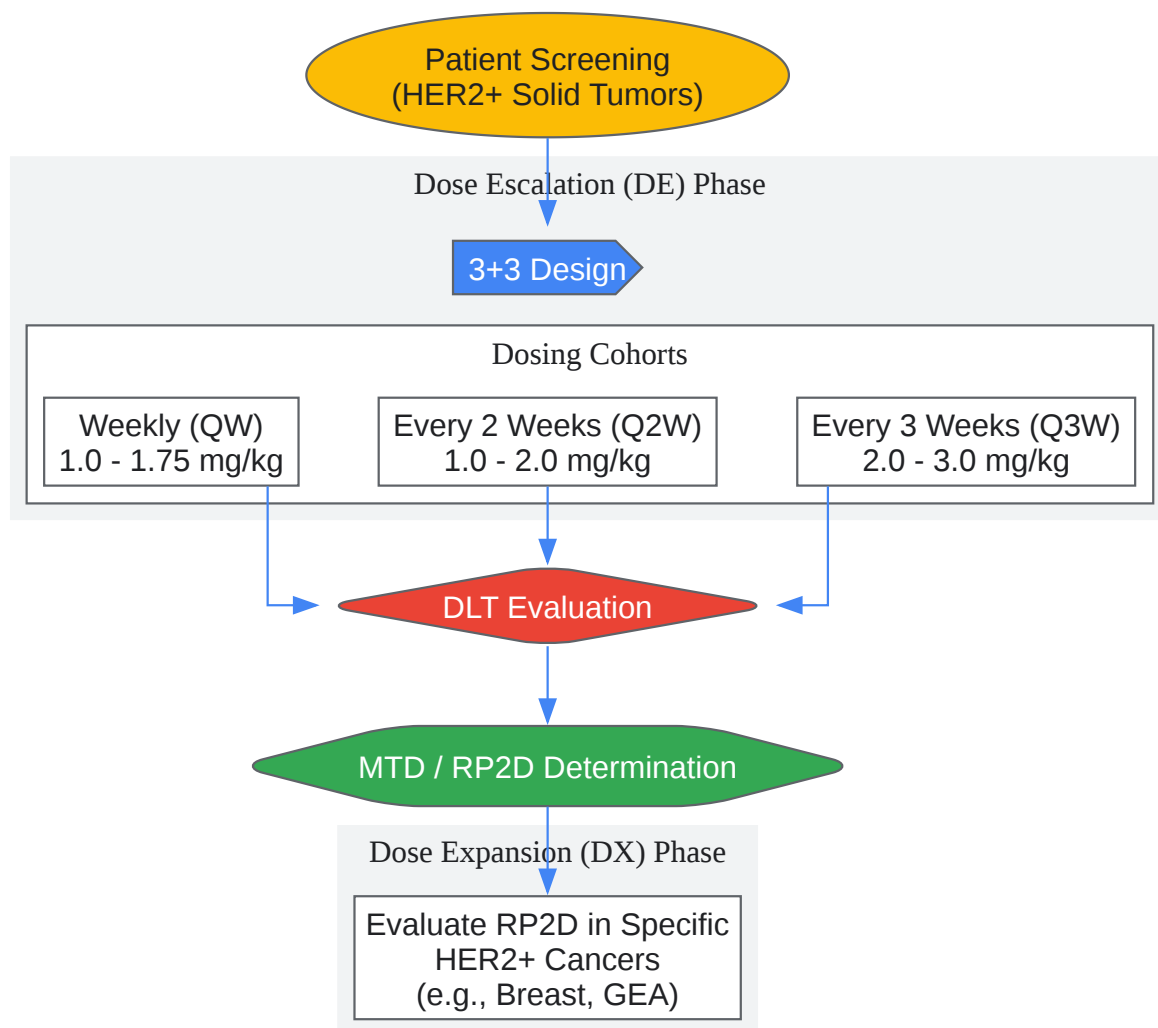 Patient Screening
(HER2+ Solid Tumors)
Dose Escalation (DE) Phase
3+3 Design
Dosing Cohorts
Weekly (QW)
1.0 - 1.75 mg/kg
Every 2 Weeks (Q2W)
1.0 - 2.0 mg/kg
Every 3 Weeks (Q3W)
2.0 - 3.0 mg/kg
DLT Evaluation
MTD / RP2D Determination
Dose Expansion (DX) Phase
Evaluate RP2D in Specific
HER2+ Cancers
(e.g., Breast, GEA)